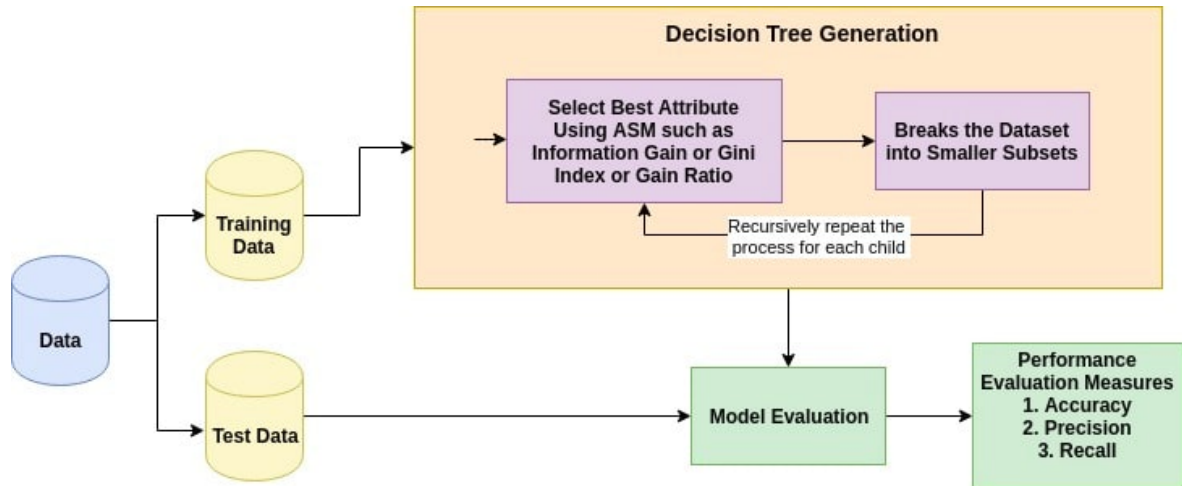 Decision Tree Generation
Select Best Attribute
Using ASM such as
Information Gain or Gini
Index or Gain Ratio
Breaks the Dataset
into Smaller Subsets
Recursively repeat the
process for each child
Training
Data
Data
Test Data
Model Evaluation
Performance
Evaluation Measures
1. Accuracy
2. Precision
3. Recall